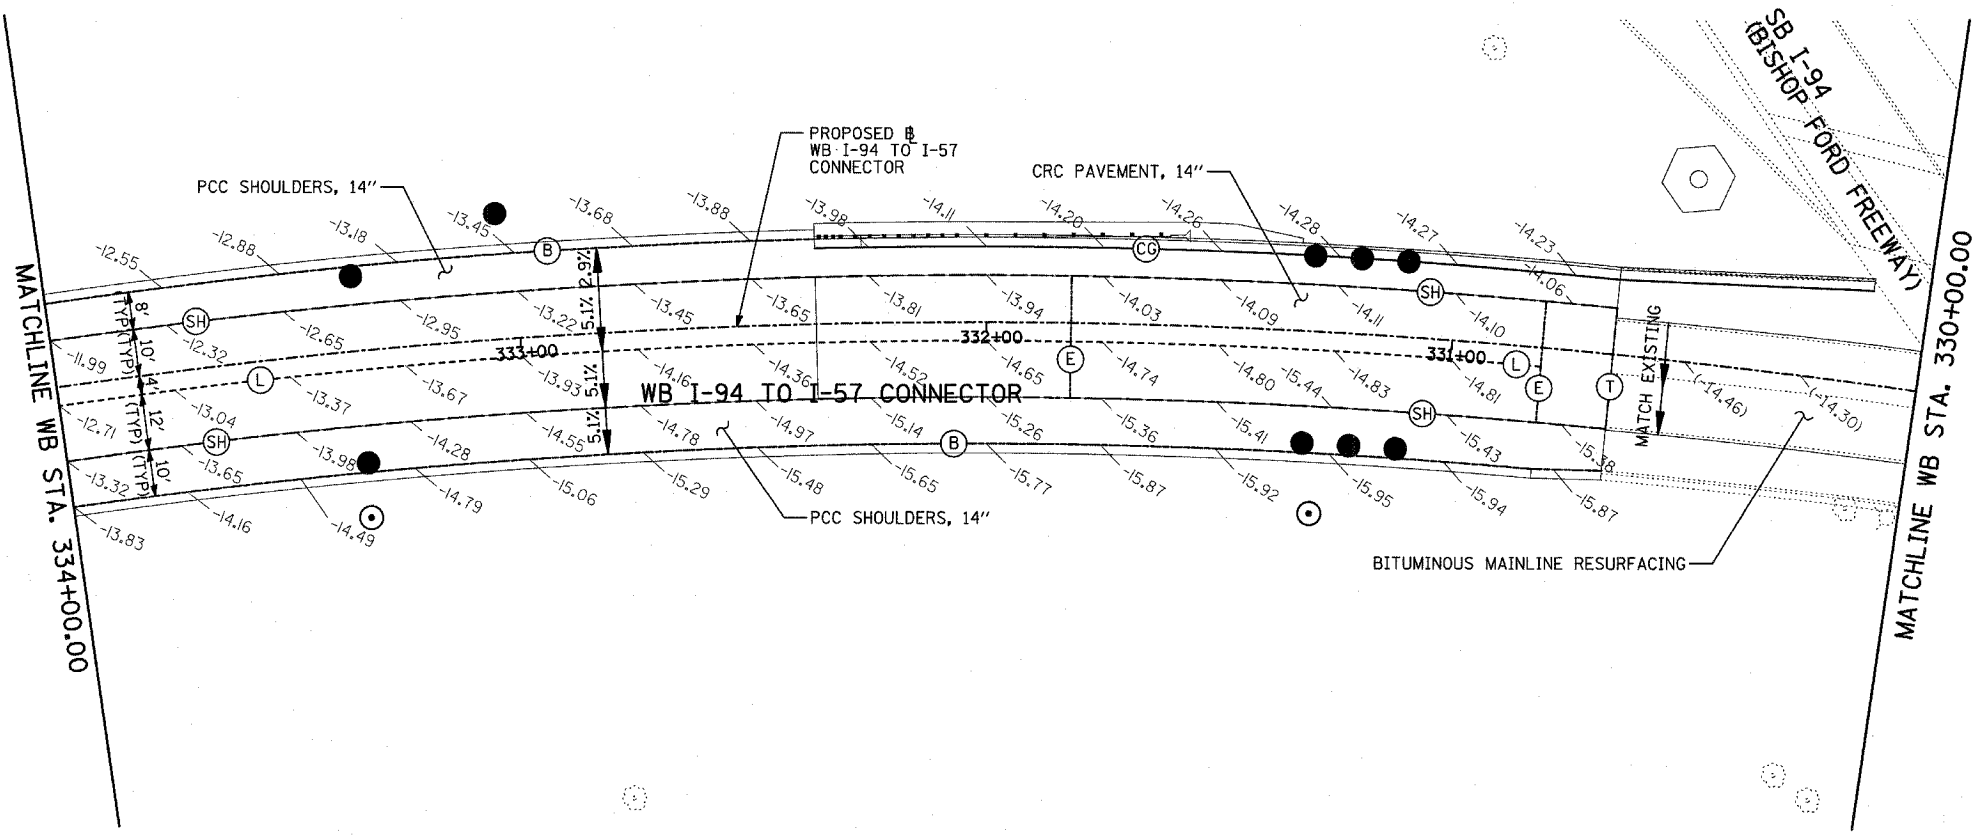 SB I-94
(BISHOP FORD FREEWAY)
PROPOSED ℄
WB I-94 TO I-57
CONNECTOR
CRC PAVEMENT, 14"
PCC SHOULDERS, 14"
-12.55
-12.88
-13.18
-13.45
-13.68
-13.88
-13.98
-14.11
-14.20
-14.26
-14.28
-14.27
-14.23
B
CG
2.9%
SH
8'
(TYP)
SH
-11.99
-12.32
-12.65
-12.95
-13.22
-13.45
-13.65
-13.81
-13.94
-14.03
-14.09
-14.11
-14.10
-14.06
5.1%
10'
(TYP)
333+00
332+00
331+00
4'
L
E
L
E
T
MATCH EXISTING
-12.71
-13.04
-13.37
-13.67
-13.93
-14.16
-14.36
-14.52
-14.65
-14.74
-14.80
-14.83
-14.81
(-14.46)
(-14.30)
5.1%
12'
(TYP)
WB I-94 TO I-57 CONNECTOR
SH
SH
-13.32
-13.65
-13.98
-14.28
-14.55
-14.78
-14.97
-15.14
-15.26
-15.36
-15.41
-15.44
-15.43
-15.38
5.1%
10'
(TYP)
B
-13.83
-14.16
-14.49
-14.79
-15.06
-15.29
-15.48
-15.65
-15.77
-15.87
-15.92
-15.95
-15.94
-15.87
PCC SHOULDERS, 14"
BITUMINOUS MAINLINE RESURFACING
MATCHLINE WB STA. 334+00.00
MATCHLINE WB STA. 330+00.00